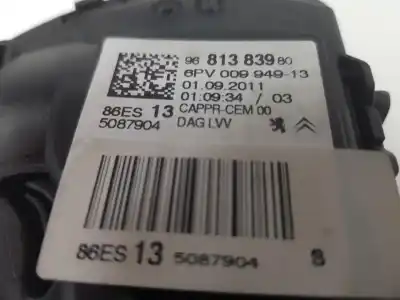 96 813 839 80
6PV 009 949-13
01.09.2011
01:09:34 / 03
86ES 13 CAPPR-CEM 00
5087904 DAG LVV
86ES 13 5087904 S